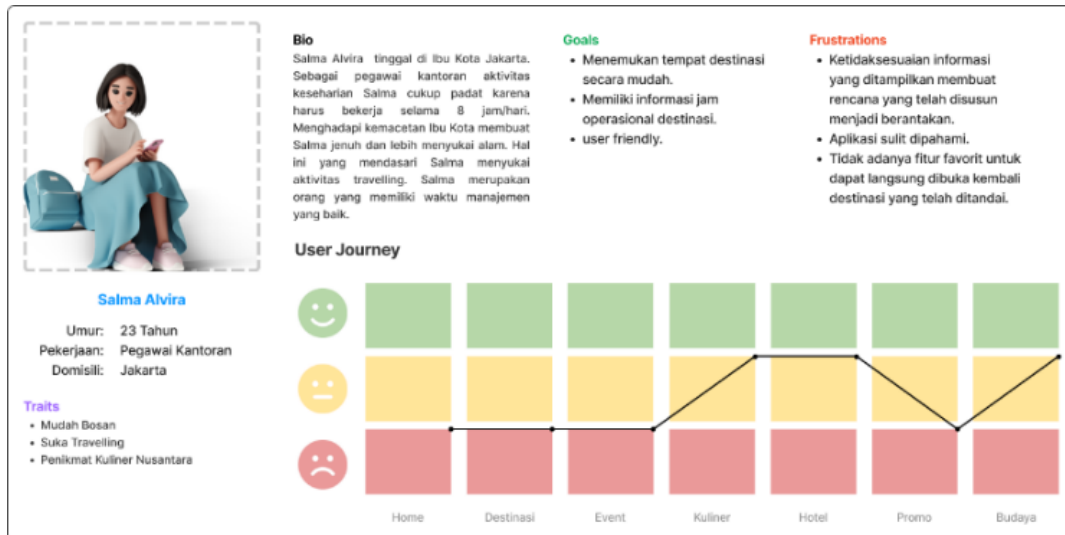 Bio
Salma Alvira tinggal di Ibu Kota Jakarta.
Sebagai pegawai kantoran aktivitas
keseharian Salma cukup padat karena
harus bekerja selama 8 jam/hari.
Menghadapi kemacetan Ibu Kota membuat
Salma jenuh dan lebih menyukai alam. Hal
ini yang mendasari Salma menyukai
aktivitas travelling. Salma merupakan
orang yang memiliki waktu manajemen
yang baik.
Goals
• Menemukan tempat destinasi
secara mudah.
• Memiliki informasi jam
operasional destinasi.
• user friendly.
Frustrations
• Ketidaksesuaian informasi
yang ditampilkan membuat
rencana yang telah disusun
menjadi berantakan.
• Aplikasi sulit dipahami.
• Tidak adanya fitur favorit untuk
dapat langsung dibuka kembali
destinasi yang telah ditandai.
Salma Alvira
Umur: 23 Tahun
Pekerjaan: Pegawai Kantoran
Domisili: Jakarta
Traits
• Mudah Bosan
• Suka Travelling
• Penikmat Kuliner Nusantara
User Journey
Home Destinasi Event Kuliner Hotel Promo Budaya